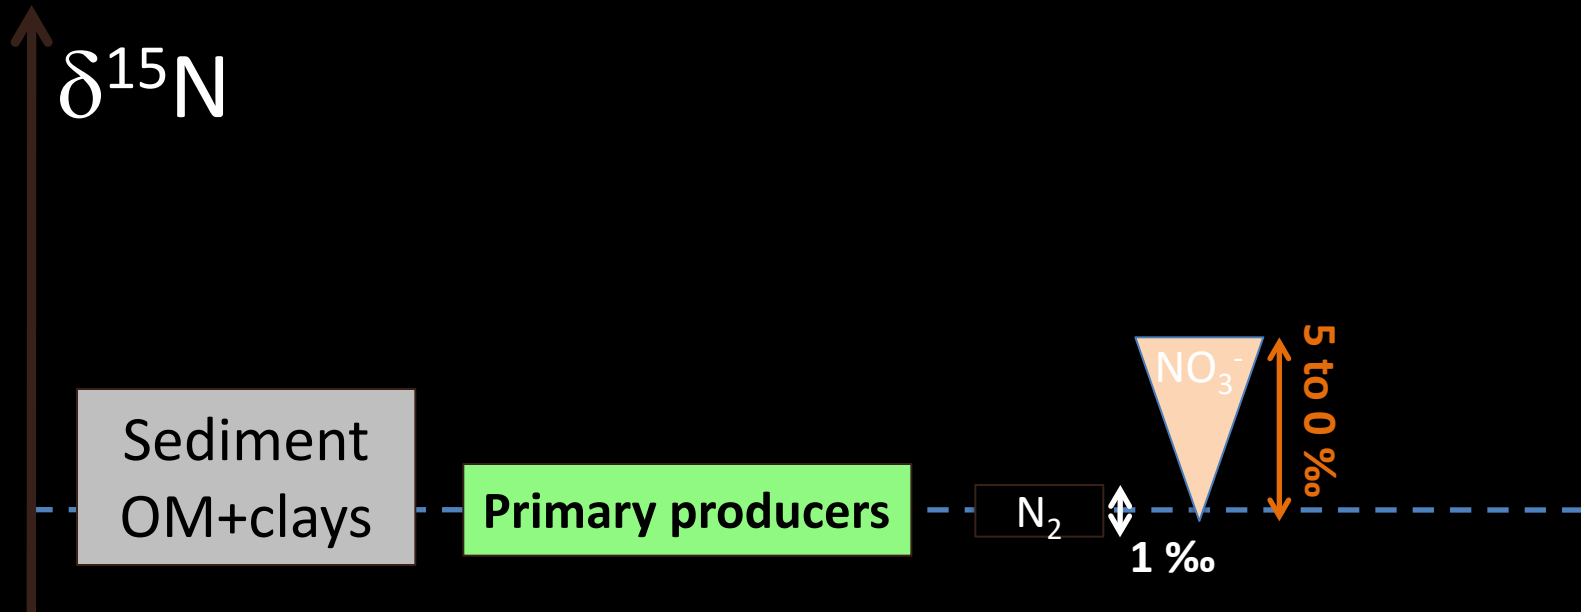 δ¹⁵N
Sediment
OM+clays
Primary producers
N₂
1 ‰
NO₃⁻
5 to 0 ‰